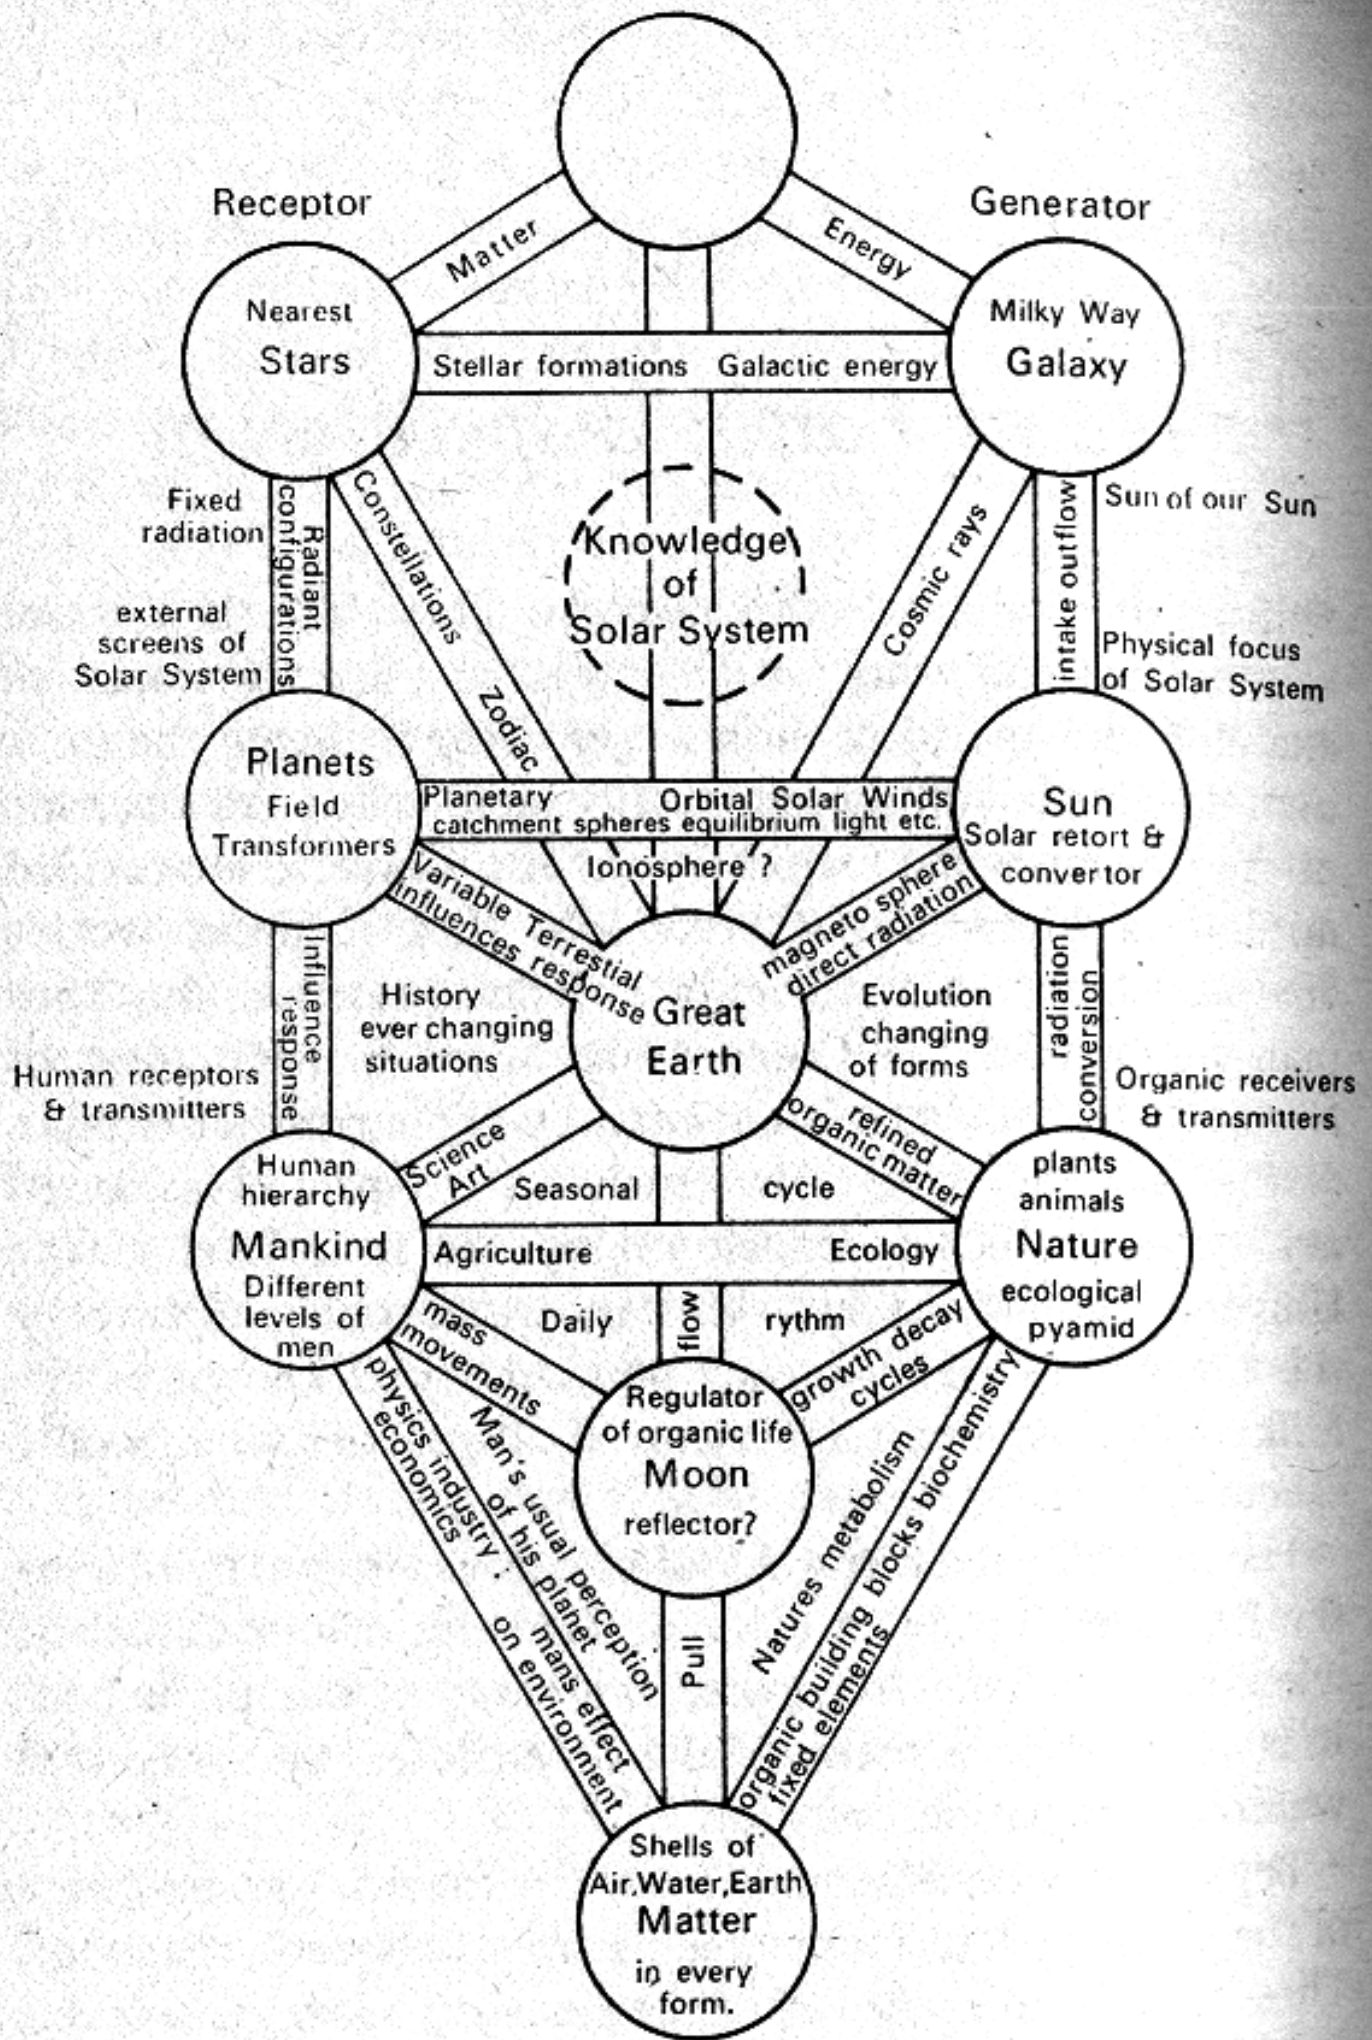 Receptor
Generator
Matter
Energy
Nearest
Stars
Milky Way
Galaxy
Stellar formations Galactic energy
Fixed
radiation
external
screens of
Solar System
Radiant
configurations
Constellations
Zodiac
Knowledge
of
Solar System
Cosmic rays
intake outflow
Sun of our Sun
Physical focus
of Solar System
Planets
Field
Transformers
Planetary Orbital Solar Winds
catchment spheres equilibrium light etc.
Sun
Solar retort &
convertor
Ionosphere ?
Variable Terrestial
influences response
magneto sphere
direct radiation
Great
Earth
History
ever changing
situations
Evolution
changing
of forms
Influence
response
radiation
conversion
Human receptors
& transmitters
Organic receivers
& transmitters
Science
Art
refined
organic matter
Seasonal cycle
Human
hierarchy
Mankind
Different
levels of
men
Agriculture Ecology
plants
animals
Nature
ecological
pyamid
mass
movements
Daily
flow
rythm
growth decay
cycles
Regulator
of organic life
Moon
reflector?
physics industry : mans effect
economics on environment
Man's usual perception
of his planet
Pull
Natures metabolism
organic building blocks biochemistry
fixed elements
Shells of
Air,Water,Earth
Matter
in every
form.